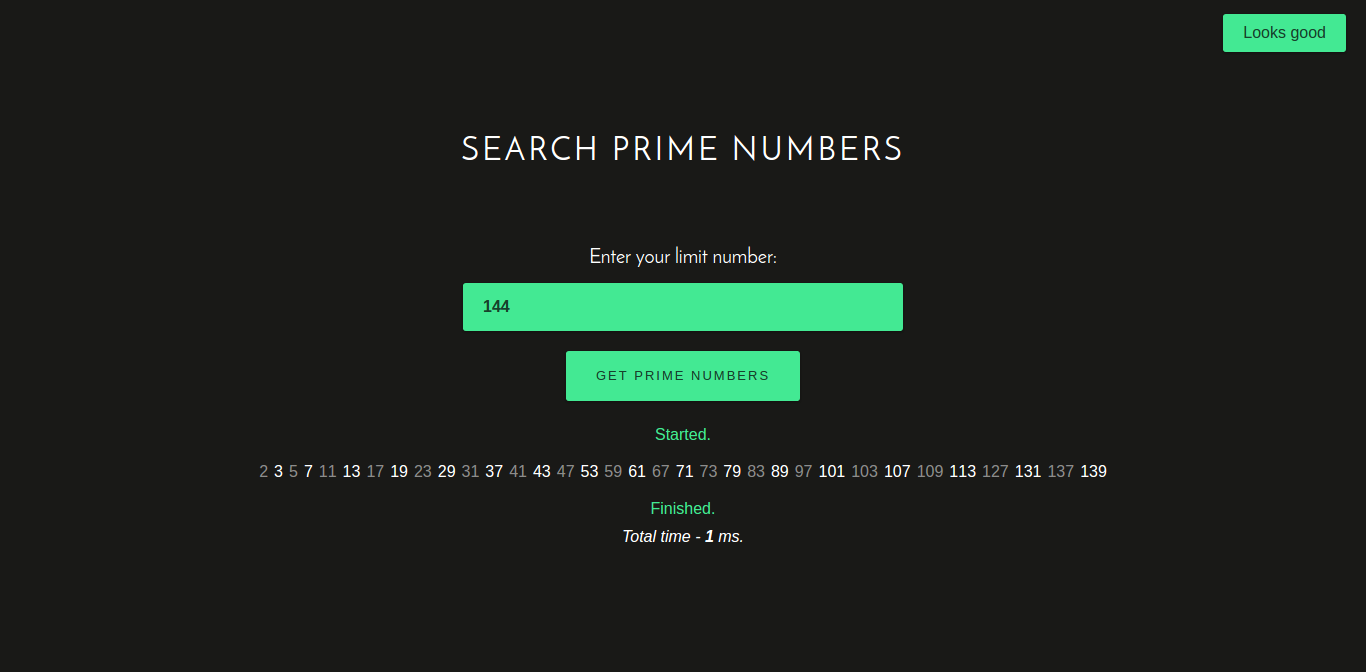 Looks good
SEARCH PRIME NUMBERS
Enter your limit number:
144
GET PRIME NUMBERS
Started.
2 3 5 7 11 13 17 19 23 29 31 37 41 43 47 53 59 61 67 71 73 79 83 89 97 101 103 107 109 113 127 131 137 139
Finished.
Total time - 1 ms.